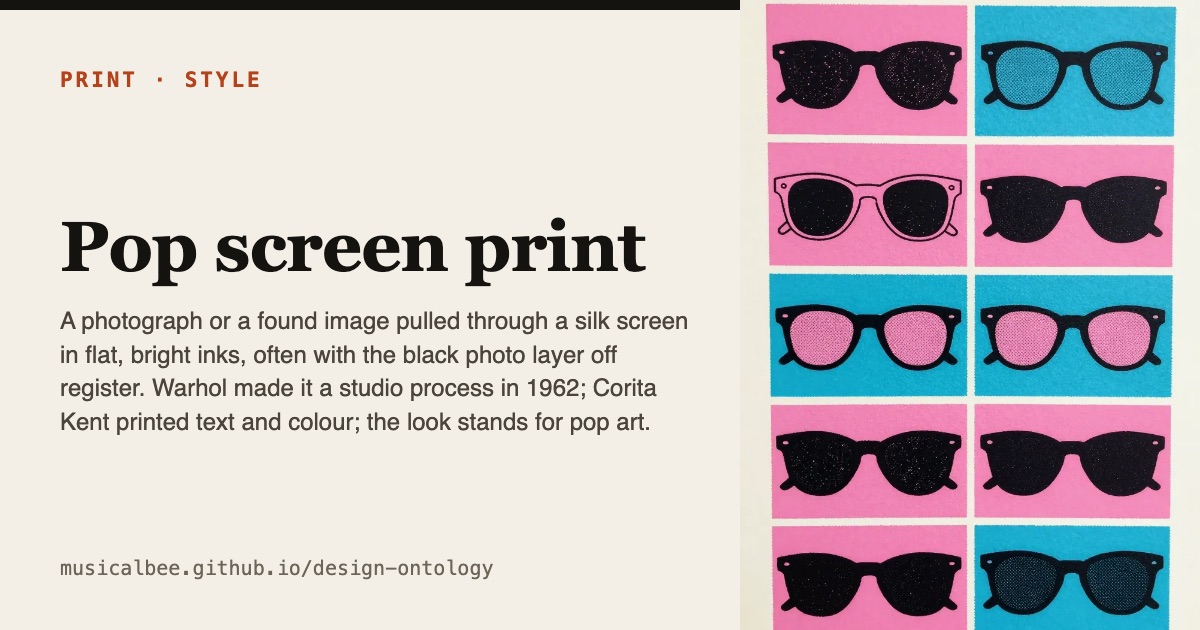 PRINT · STYLE
Pop screen print
A photograph or a found image pulled through a silk screen
in flat, bright inks, often with the black photo layer off
register. Warhol made it a studio process in 1962; Corita
Kent printed text and colour; the look stands for pop art.
musicalbee.github.io/design-ontology